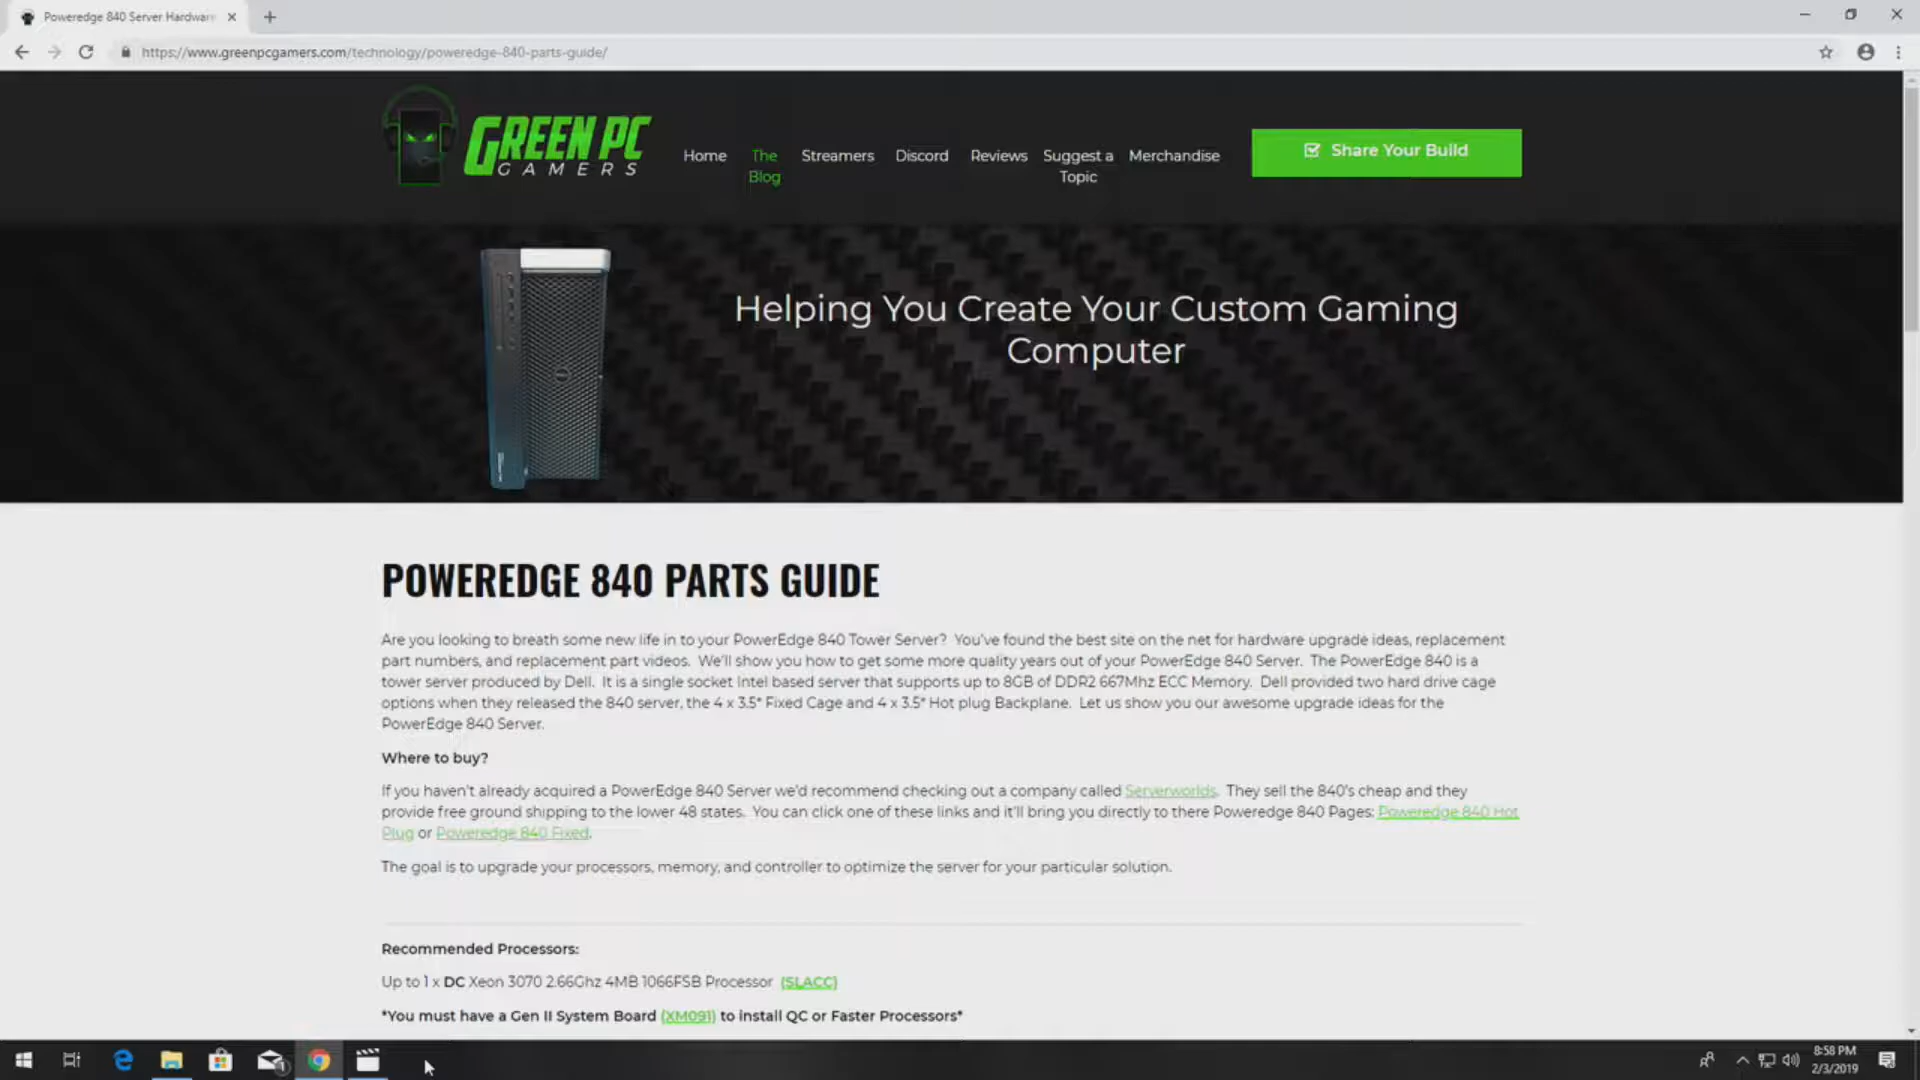 Poweredge 840 Server Hardware
https://www.greenpcgamers.com/technology/poweredge-840-parts-guide/
GREEN PC
GAMERS
Home
The
Blog
Streamers
Discord
Reviews
Suggest a
Topic
Merchandise
Share Your Build
Helping You Create Your Custom Gaming
Computer
POWEREDGE 840 PARTS GUIDE
Are you looking to breath some new life in to your PowerEdge 840 Tower Server? You've found the best site on the net for hardware upgrade ideas, replacement
part numbers, and replacement part videos. We'll show you how to get some more quality years out of your PowerEdge 840 Server. The PowerEdge 840 is a
tower server produced by Dell. It is a single socket Intel based server that supports up to 8GB of DDR2 667Mhz ECC Memory. Dell provided two hard drive cage
options when they released the 840 server, the 4 x 3.5" Fixed Cage and 4 x 3.5" Hot plug Backplane. Let us show you our awesome upgrade ideas for the
PowerEdge 840 Server.
Where to buy?
If you haven't already acquired a PowerEdge 840 Server we'd recommend checking out a company called Serverworlds. They sell the 840's cheap and they
provide free ground shipping to the lower 48 states. You can click one of these links and it'll bring you directly to there Poweredge 840 Pages: Poweredge 840 Hot
Plug or Poweredge 840 Fixed.
The goal is to upgrade your processors, memory, and controller to optimize the server for your particular solution.
Recommended Processors:
Up to 1 x DC Xeon 3070 2.66Ghz 4MB 1066FSB Processor (SLACC)
*You must have a Gen II System Board (XM091) to install QC or Faster Processors*
1
8:58 PM
2/3/2019